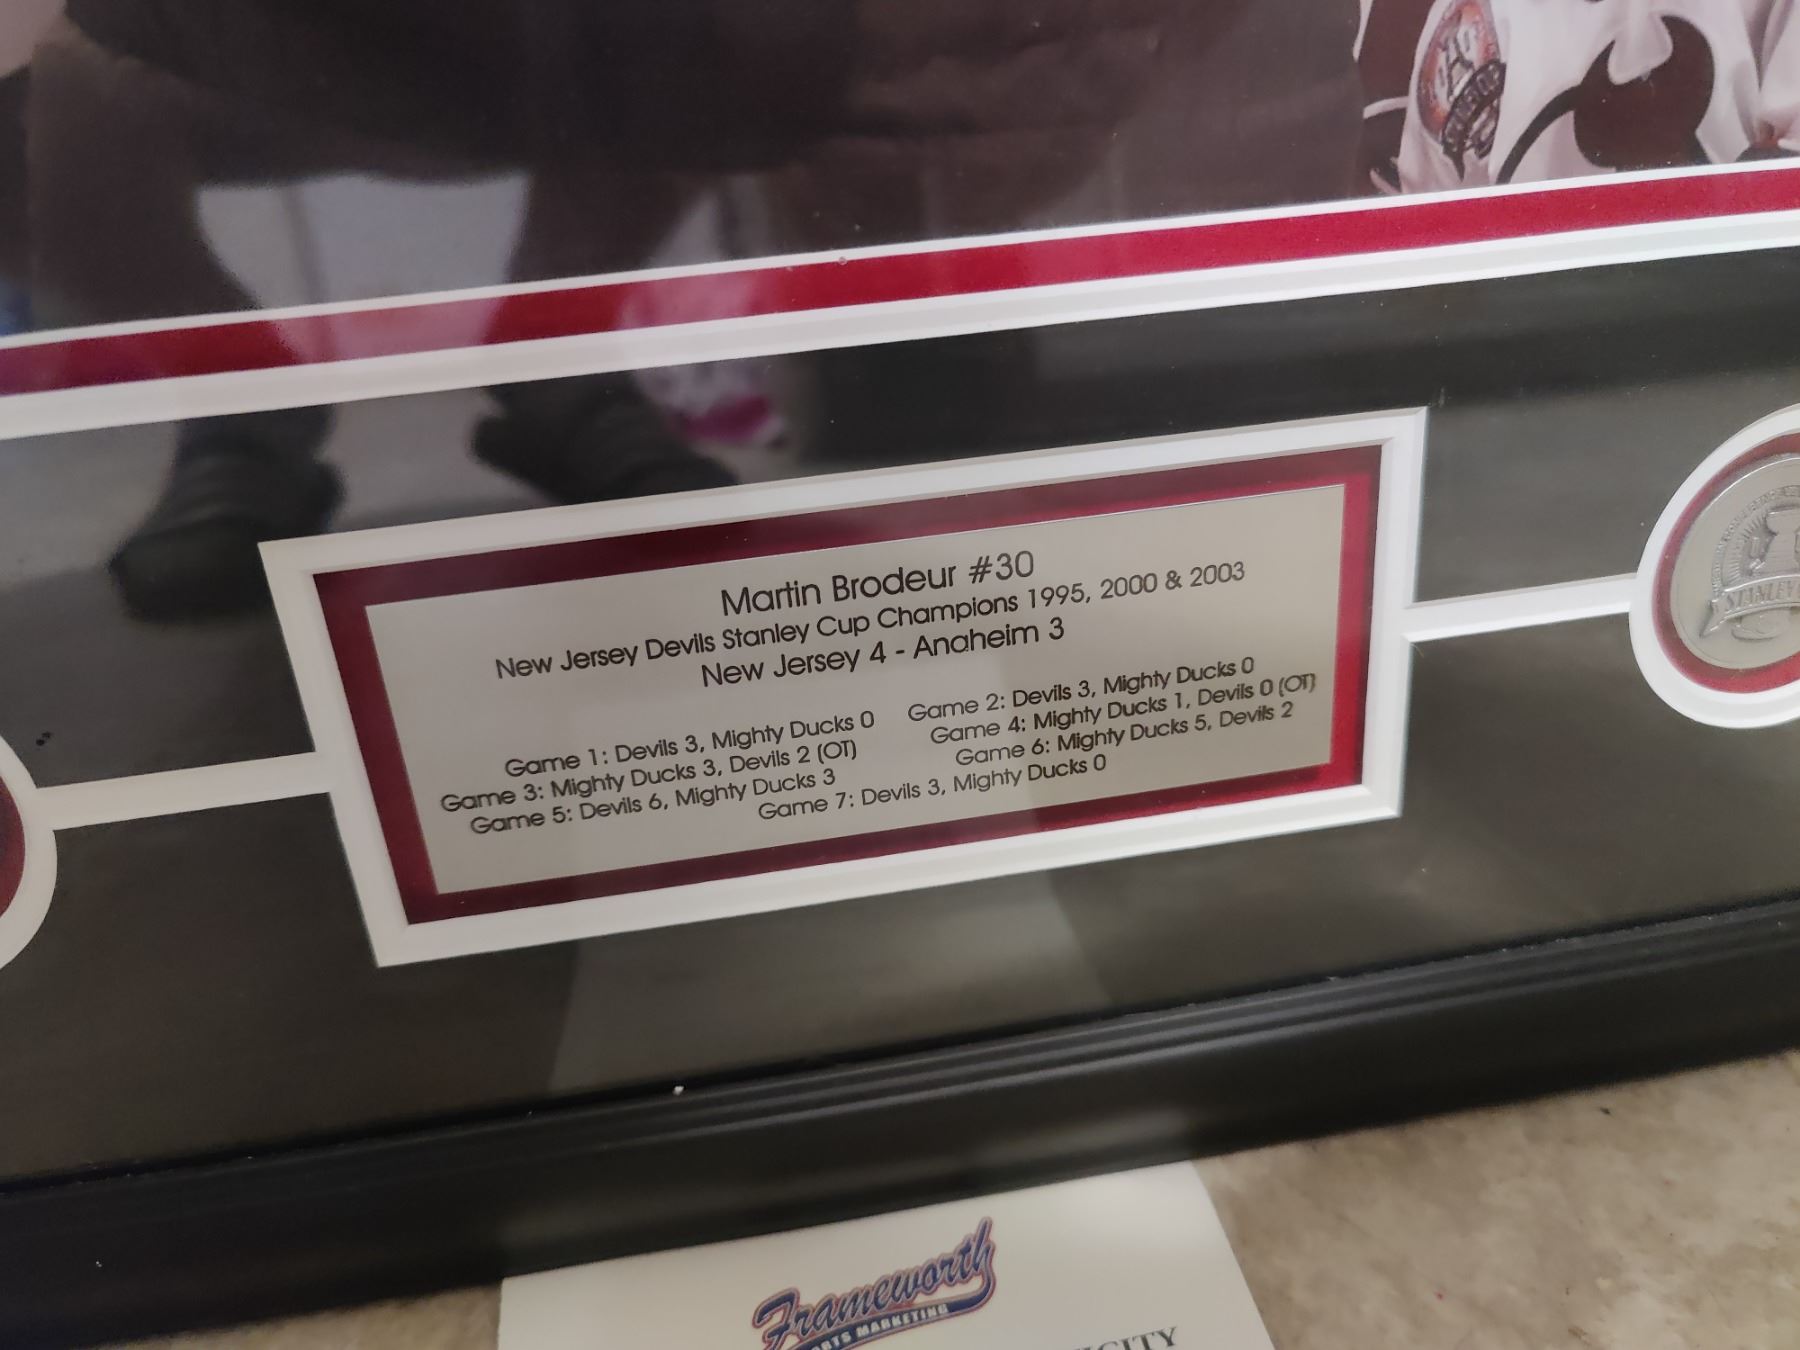 Martin Brodeur #30
New Jersey Devils Stanley Cup Champions 1995, 2000 & 2003
New Jersey 4 - Anaheim 3
Game 1: Devils 3, Mighty Ducks 0 Game 2: Devils 3, Mighty Ducks 0
Game 3: Mighty Ducks 3, Devils 2 (OT) Game 4: Mighty Ducks 1, Devils 0 (OT)
Game 5: Devils 6, Mighty Ducks 3 Game 6: Mighty Ducks 5, Devils 2
Game 7: Devils 3, Mighty Ducks 0
STANLEY
Frameworth
MARKETING